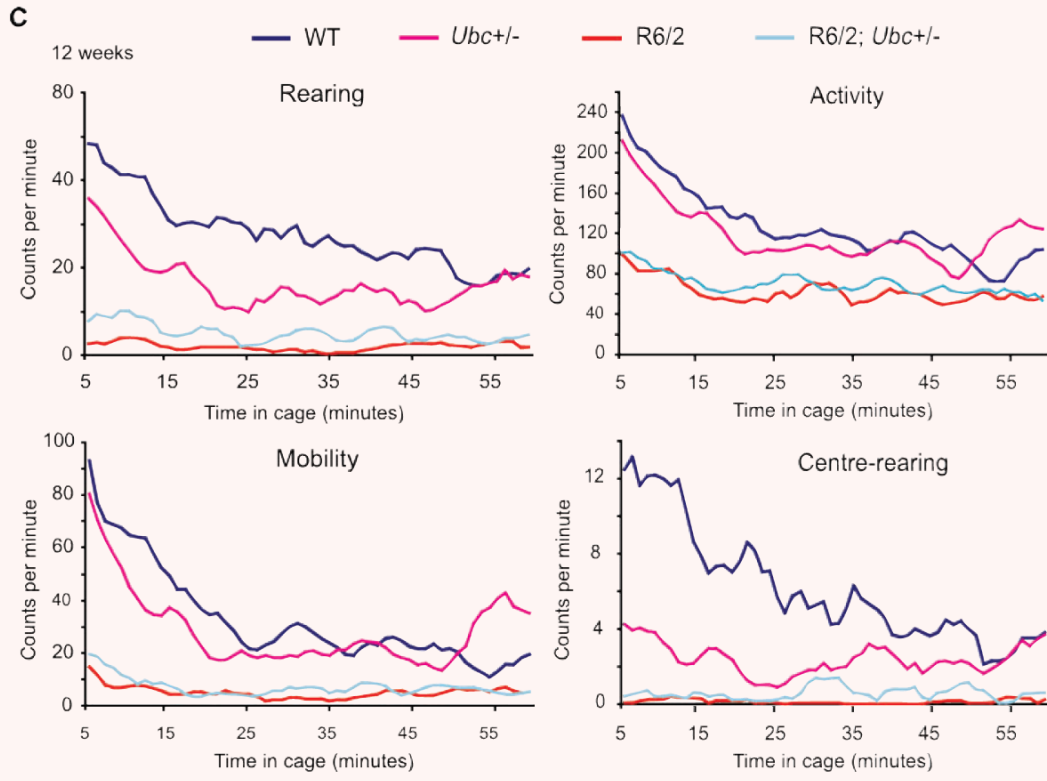 C
WT Ubc+/- R6/2 R6/2; Ubc+/-
12 weeks
Rearing
Counts per minute
80
40
20
0
5 15 25 35 45 55
Time in cage (minutes)
Activity
Counts per minute
240
200
160
120
80
40
0
5 15 25 35 45 55
Time in cage (minutes)
Mobility
Counts per minute
100
80
60
40
20
0
5 15 25 35 45 55
Time in cage (minutes)
Centre-rearing
Counts per minute
12
8
4
0
5 15 25 35 45 55
Time in cage (minutes)